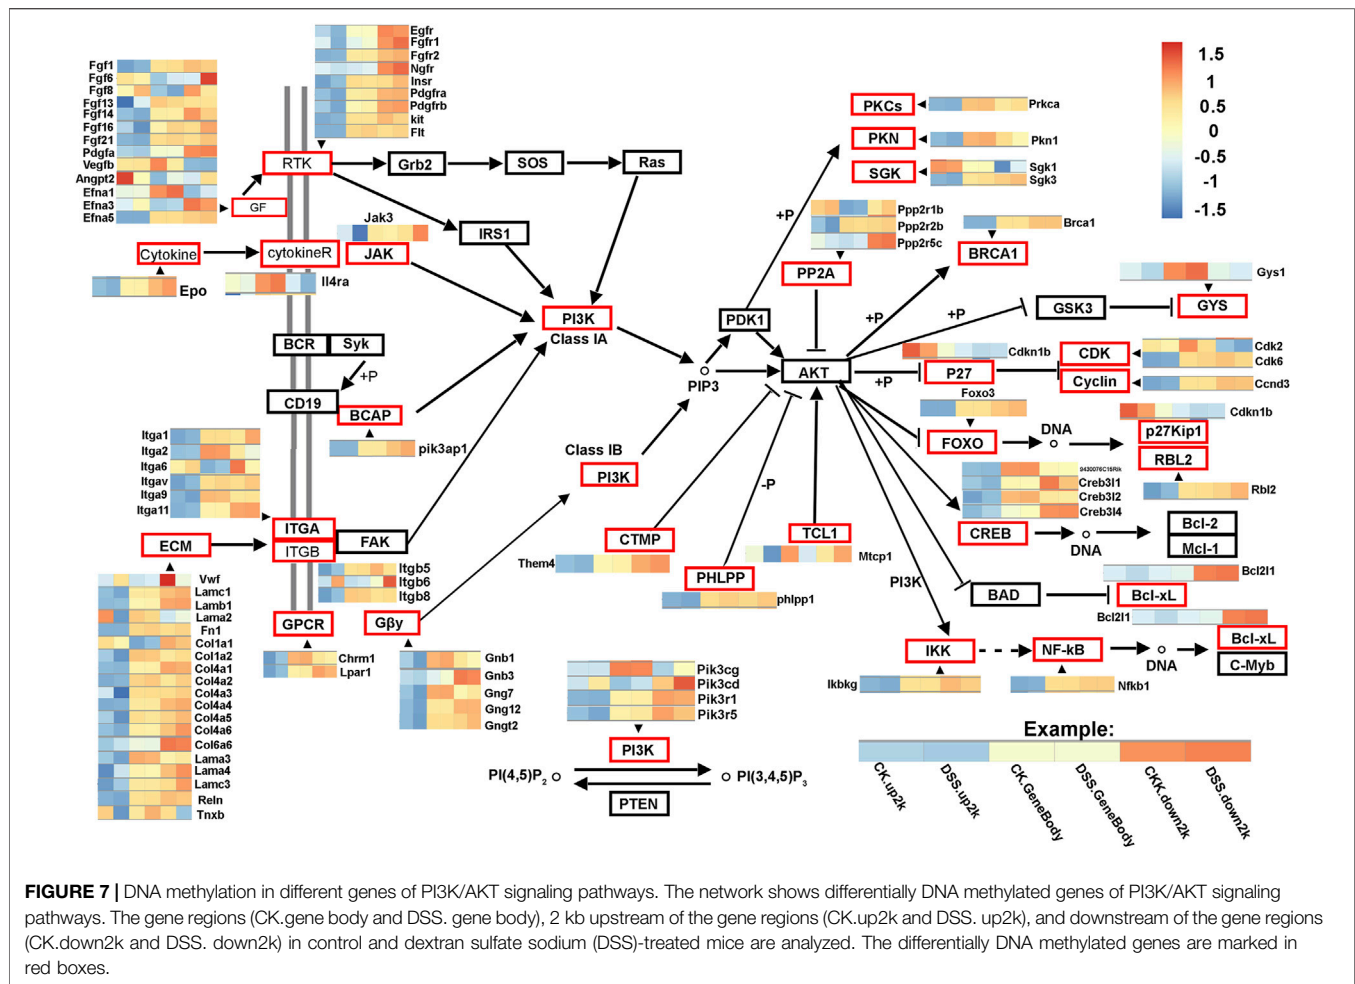 Egfr
Fgfr1
Fgfr2
Ngfr
Insr
Pdgfra
Pdgfrb
kit
Flt
Fgf1
Fgf6
Fgf8
Fgf13
Fgf14
Fgf16
Fgf21
Pdgfa
Vegfb
Angpt2
Efna1
Efna3
Efna5
GF
RTK
Grb2
SOS
Ras
IRS1
Jak3
JAK
Cytokine
cytokineR
Epo
Il4ra
PI3K
Class IA
BCR
Syk
+P
CD19
BCAP
pik3ap1
Itga1
Itga2
Itga6
Itgav
Itga9
Itga11
ECM
ITGA
ITGB
FAK
Itgb5
Itgb6
Itgb8
Vwf
Lamc1
Lamb1
Lama2
Fn1
Col1a1
Col1a2
Col4a1
Col4a2
Col4a3
Col4a4
Col4a5
Col4a6
Col6a6
Lama3
Lama4
Lamc3
Reln
Tnxb
GPCR
Chrm1
Lpar1
Gβy
Gnb1
Gnb3
Gng7
Gng12
Gngt2
Class IB
PI3K
PIP3
PDK1
AKT
+P
PKCs
Prkca
PKN
Pkn1
SGK
Sgk1
Sgk3
Ppp2r1b
Ppp2r2b
Ppp2r5c
PP2A
Brca1
BRCA1
+P
+P
GSK3
Gys1
GYS
Cdkn1b
+P
P27
CDK
Cdk2
Cdk6
Cyclin
Ccnd3
Foxo3
FOXO
DNA
Cdkn1b
p27Kip1
RBL2
Rbl2
9430076C15Rik
Creb3l1
Creb3l2
Creb3l4
CREB
DNA
Bcl-2
Mcl-1
CTMP
Them4
-P
PHLPP
phlpp1
TCL1
Mtcp1
PI3K
BAD
Bcl2l1
Bcl-xL
Bcl2l1
IKK
Ikbkg
NF-kB
Nfkb1
DNA
Bcl-xL
C-Myb
Pik3cg
Pik3cd
Pik3r1
Pik3r5
PI3K
PI(4,5)P2
PI(3,4,5)P3
PTEN
1.5
1
0.5
0
-0.5
-1
-1.5
Example:
CK.up2k
DSS.up2k
CK.GeneBody
DSS.GeneBody
CKK.down2k
DSS.down2k
FIGURE 7 | DNA methylation in different genes of PI3K/AKT signaling pathways. The network shows differentially DNA methylated genes of PI3K/AKT signaling
pathways. The gene regions (CK.gene body and DSS. gene body), 2 kb upstream of the gene regions (CK.up2k and DSS. up2k), and downstream of the gene regions
(CK.down2k and DSS. down2k) in control and dextran sulfate sodium (DSS)-treated mice are analyzed. The differentially DNA methylated genes are marked in
red boxes.